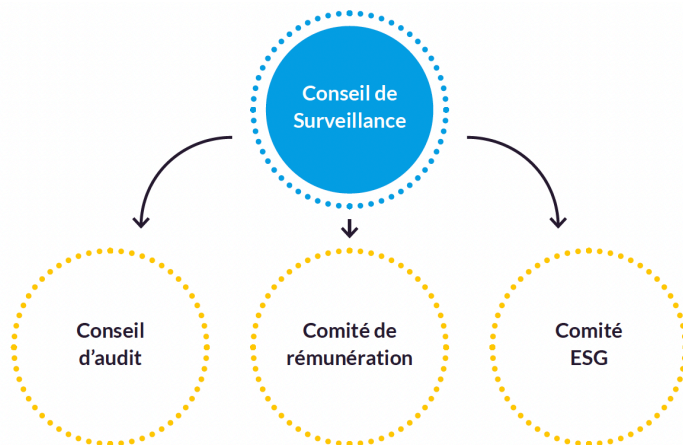 Conseil de
Surveillance
Conseil
d’audit
Comité de
rémunération
Comité
ESG